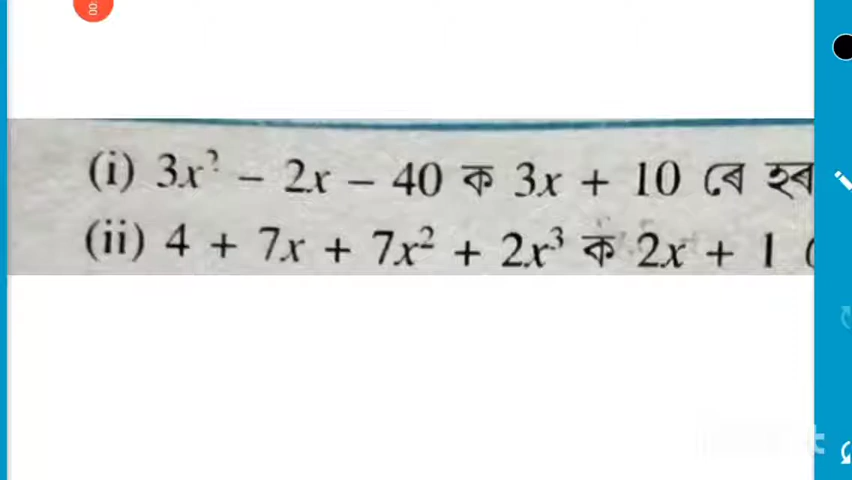 (i) 3x² − 2x − 40 ক 3x + 10 ৰে হৰ
(ii) 4 + 7x + 7x² + 2x³ ক 2x + 1